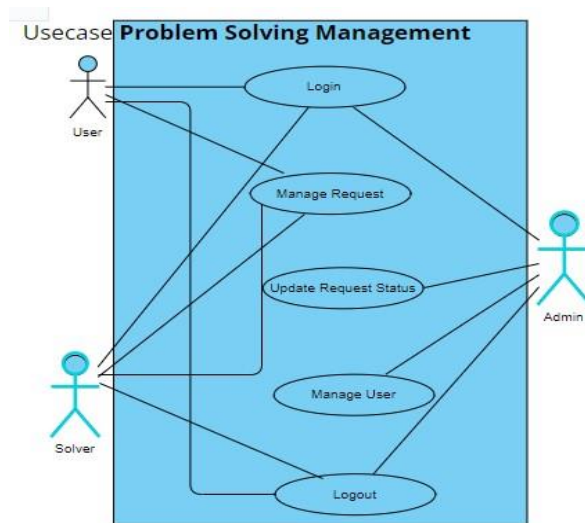 Usecase Problem Solving Management
Login
User
Manage Request
Update Request Status
Admin
Manage User
Solver
Logout